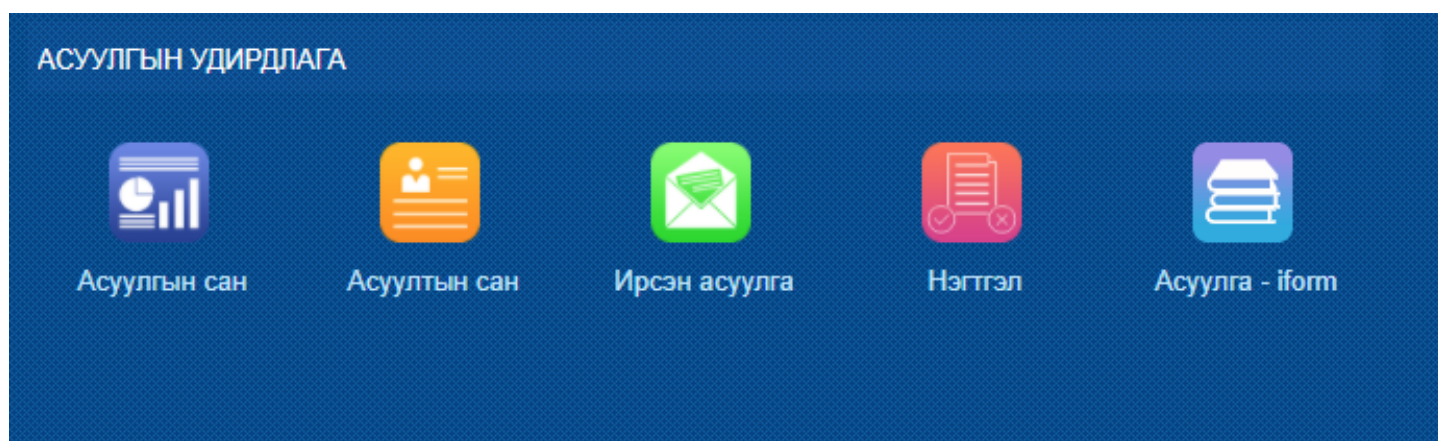 АСУУЛГЫН УДИРДЛАГА
Асуулгын сан
Асуултын сан
Ирсэн асуулга
Нэгтгэл
Асуулга - iform